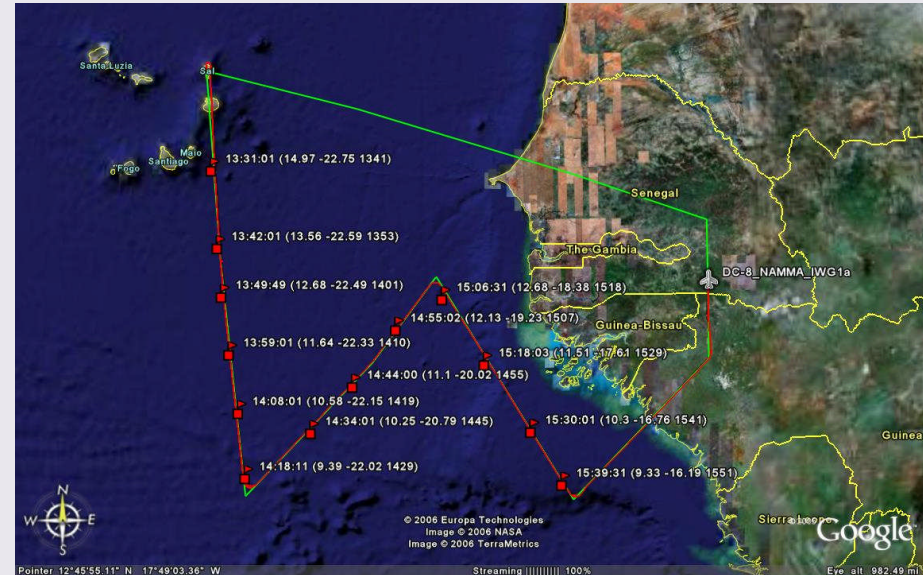 Santa Luzia
Sal
Maio
Santiago
Fogo
13:31:01 (14.97 -22.75 1341)
Senegal
13:42:01 (13.56 -22.59 1353)
The Gambia
DC-8_NAMMA_IWG1a
13:49:49 (12.68 -22.49 1401)
15:06:31 (12.68 -18.38 1518)
14:55:02 (12.13 -19.23 1507)
Guinea-Bissau
13:59:01 (11.64 -22.33 1410)
15:18:03 (11.51 -17.61 1529)
14:44:00 (11.1 -20.02 1455)
14:08:01 (10.58 -22.15 1419)
14:34:01 (10.25 -20.79 1445)
15:30:01 (10.3 -16.76 1541)
Guinea
14:18:11 (9.39 -22.02 1429)
15:39:31 (9.33 -16.19 1551)
N
W E
S
© 2006 Europa Technologies
Image © 2006 NASA
Image © 2006 TerraMetrics
Sierra Leone
Google
Pointer 12°45'55.11" N 17°49'03.36" W
Streaming |||||||||| 100%
Eye alt 982.49 mi